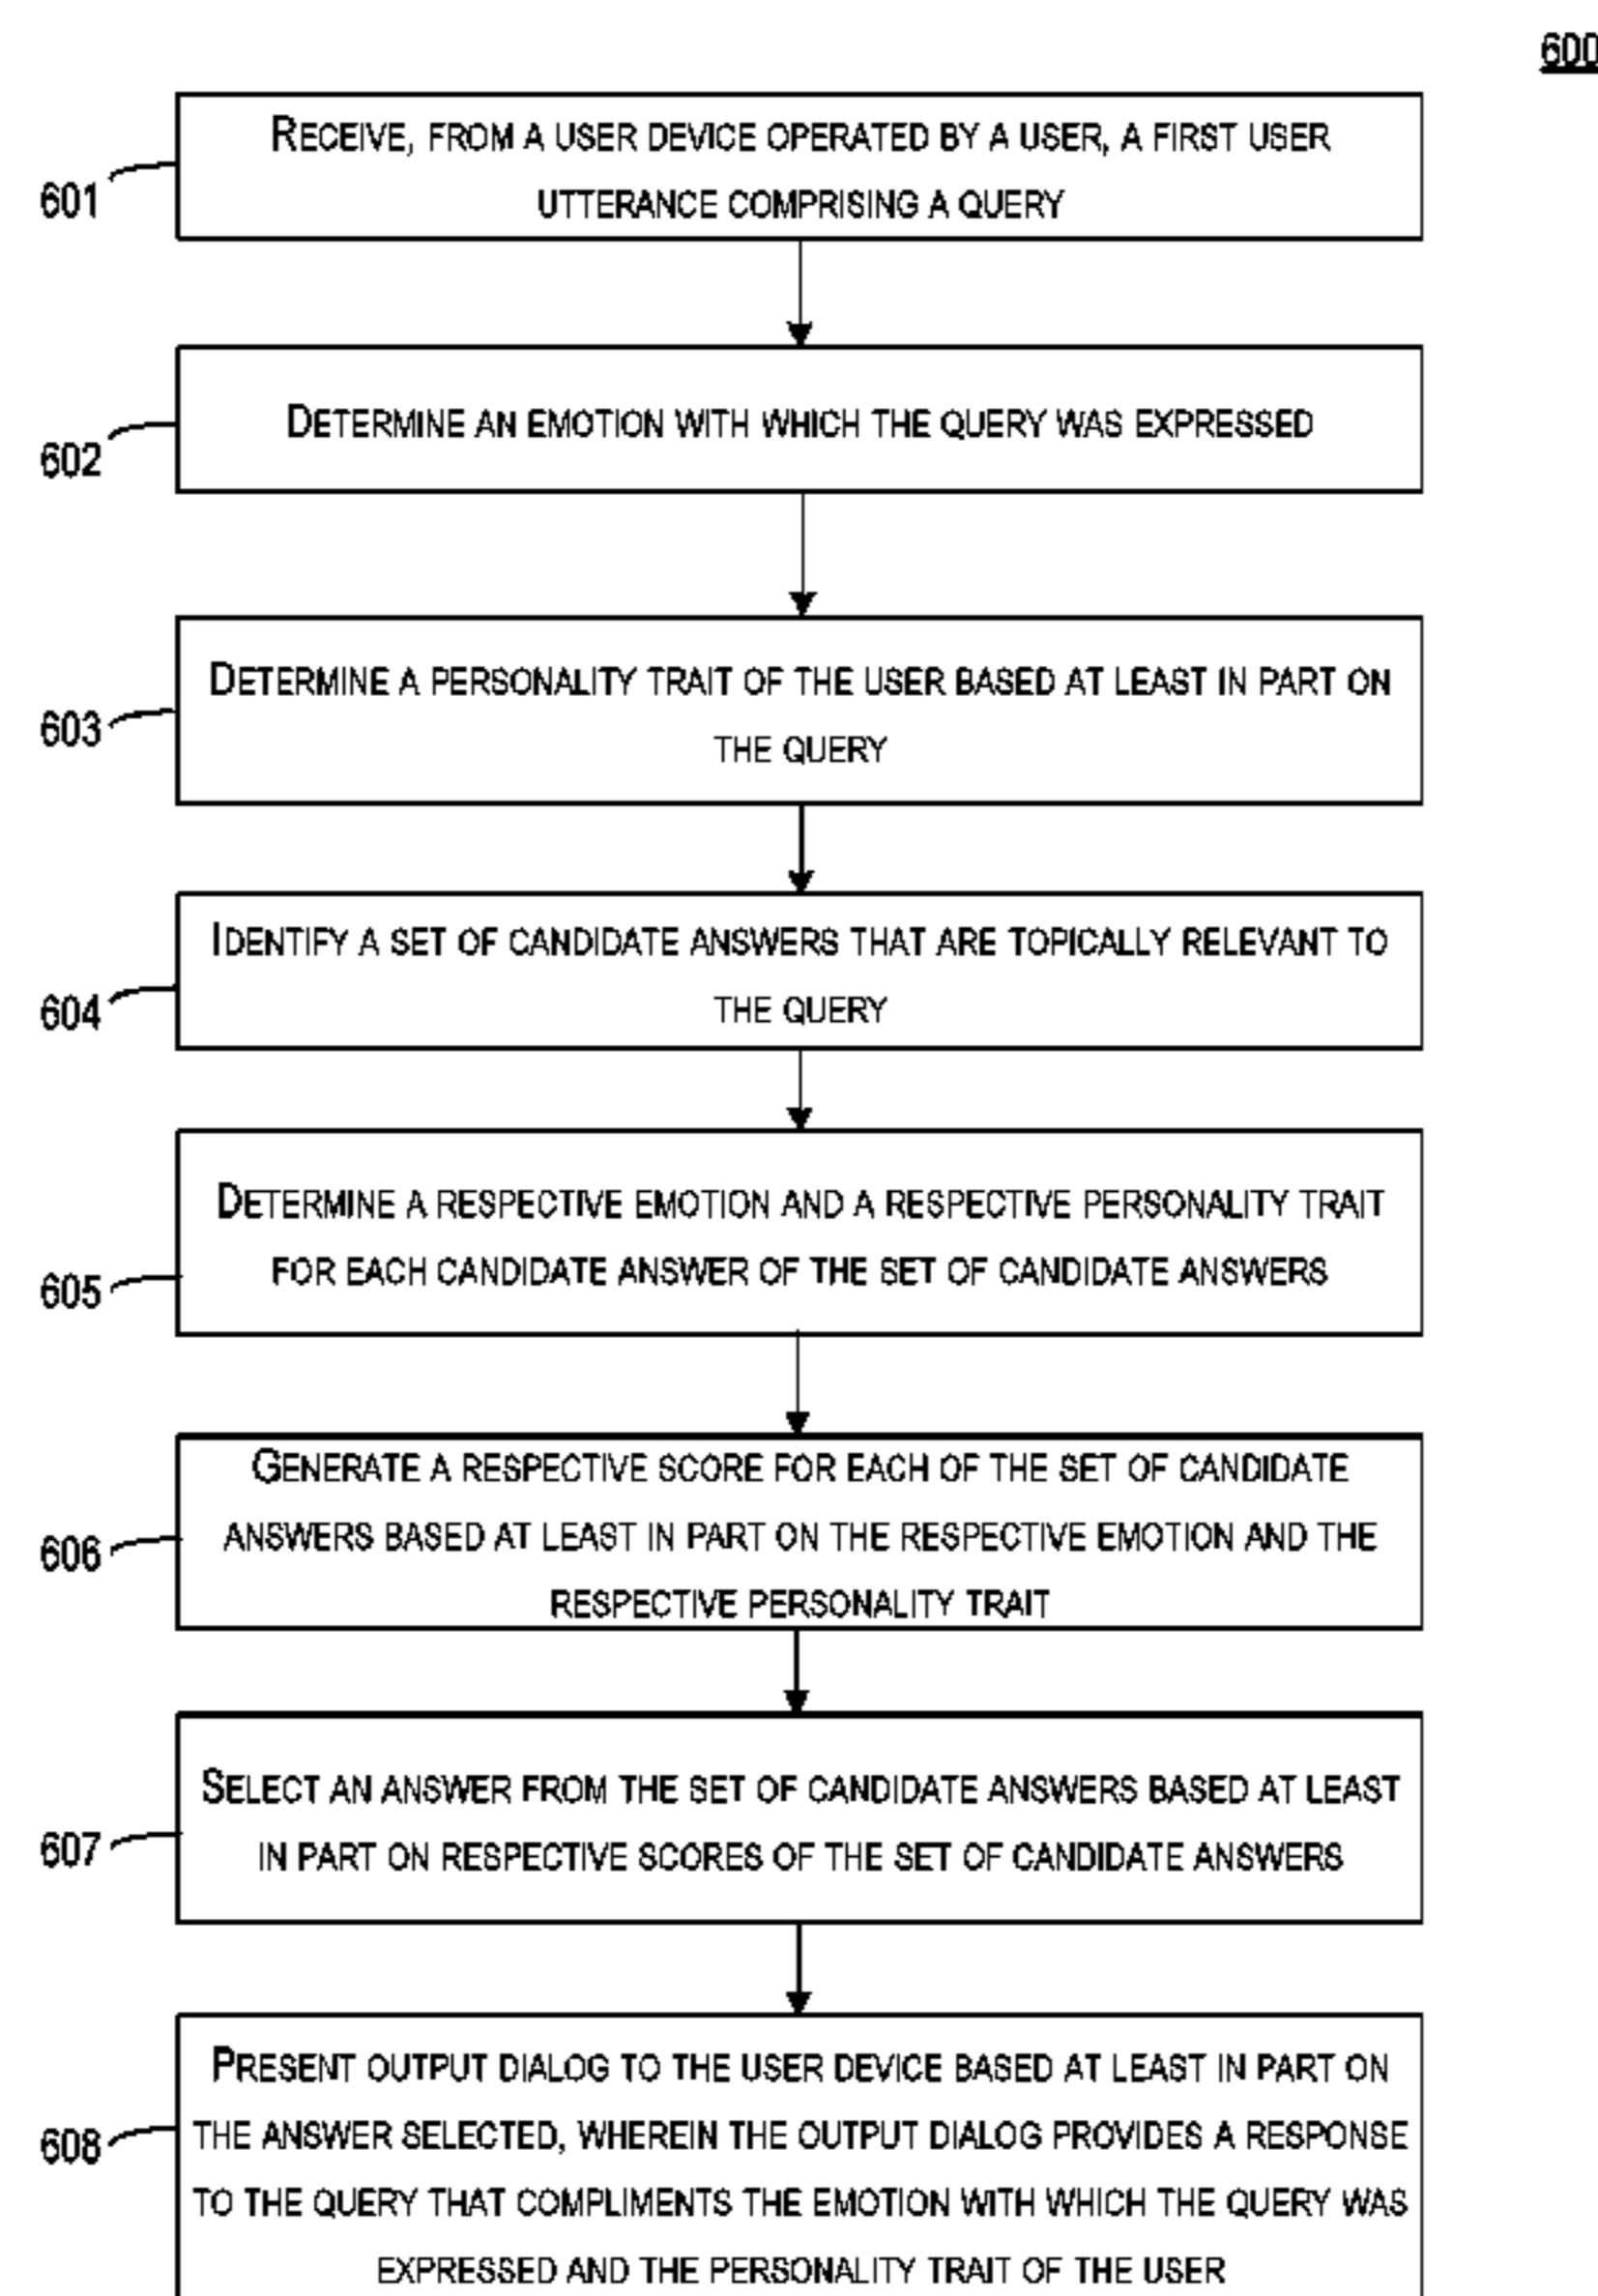 600
RECEIVE, FROM A USER DEVICE OPERATED BY A USER, A FIRST USER
UTTERANCE COMPRISING A QUERY
601
DETERMINE AN EMOTION WITH WHICH THE QUERY WAS EXPRESSED
602
DETERMINE A PERSONALITY TRAIT OF THE USER BASED AT LEAST IN PART ON
THE QUERY
603
IDENTIFY A SET OF CANDIDATE ANSWERS THAT ARE TOPICALLY RELEVANT TO
THE QUERY
604
DETERMINE A RESPECTIVE EMOTION AND A RESPECTIVE PERSONALITY TRAIT
FOR EACH CANDIDATE ANSWER OF THE SET OF CANDIDATE ANSWERS
605
GENERATE A RESPECTIVE SCORE FOR EACH OF THE SET OF CANDIDATE
ANSWERS BASED AT LEAST IN PART ON THE RESPECTIVE EMOTION AND THE
RESPECTIVE PERSONALITY TRAIT
606
SELECT AN ANSWER FROM THE SET OF CANDIDATE ANSWERS BASED AT LEAST
IN PART ON RESPECTIVE SCORES OF THE SET OF CANDIDATE ANSWERS
607
PRESENT OUTPUT DIALOG TO THE USER DEVICE BASED AT LEAST IN PART ON
THE ANSWER SELECTED, WHEREIN THE OUTPUT DIALOG PROVIDES A RESPONSE
TO THE QUERY THAT COMPLIMENTS THE EMOTION WITH WHICH THE QUERY WAS
EXPRESSED AND THE PERSONALITY TRAIT OF THE USER
608